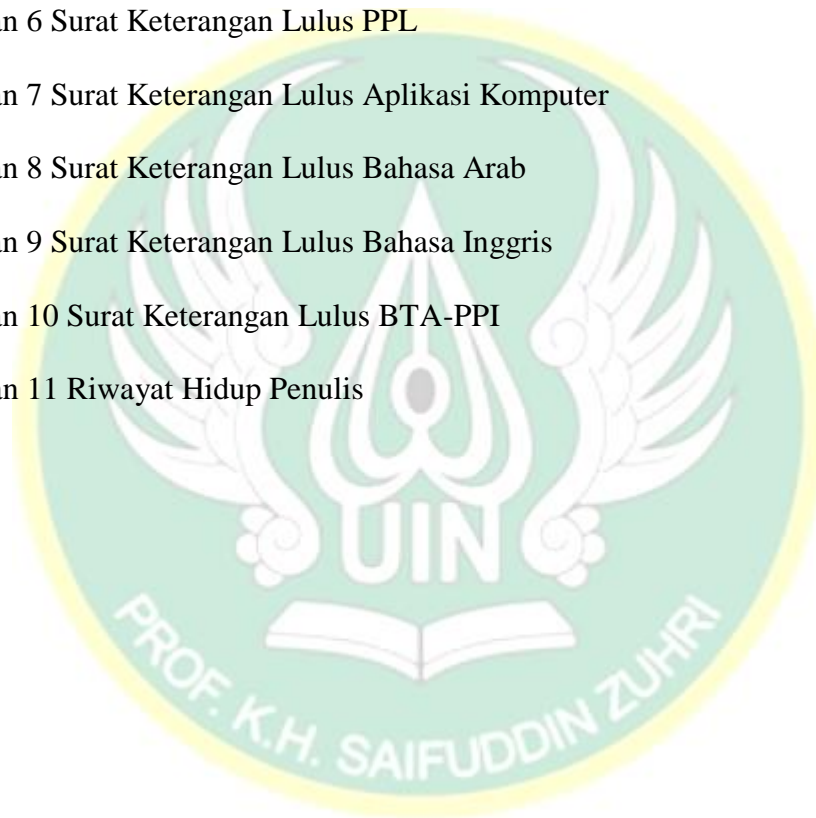 an 6 Surat Keterangan Lulus PPL
an 7 Surat Keterangan Lulus Aplikasi Komputer
an 8 Surat Keterangan Lulus Bahasa Arab
an 9 Surat Keterangan Lulus Bahasa Inggris
an 10 Surat Keterangan Lulus BTA-PPI
an 11 Riwayat Hidup Penulis
UIN
PROF. K.H. SAIFUDDIN ZUHRI